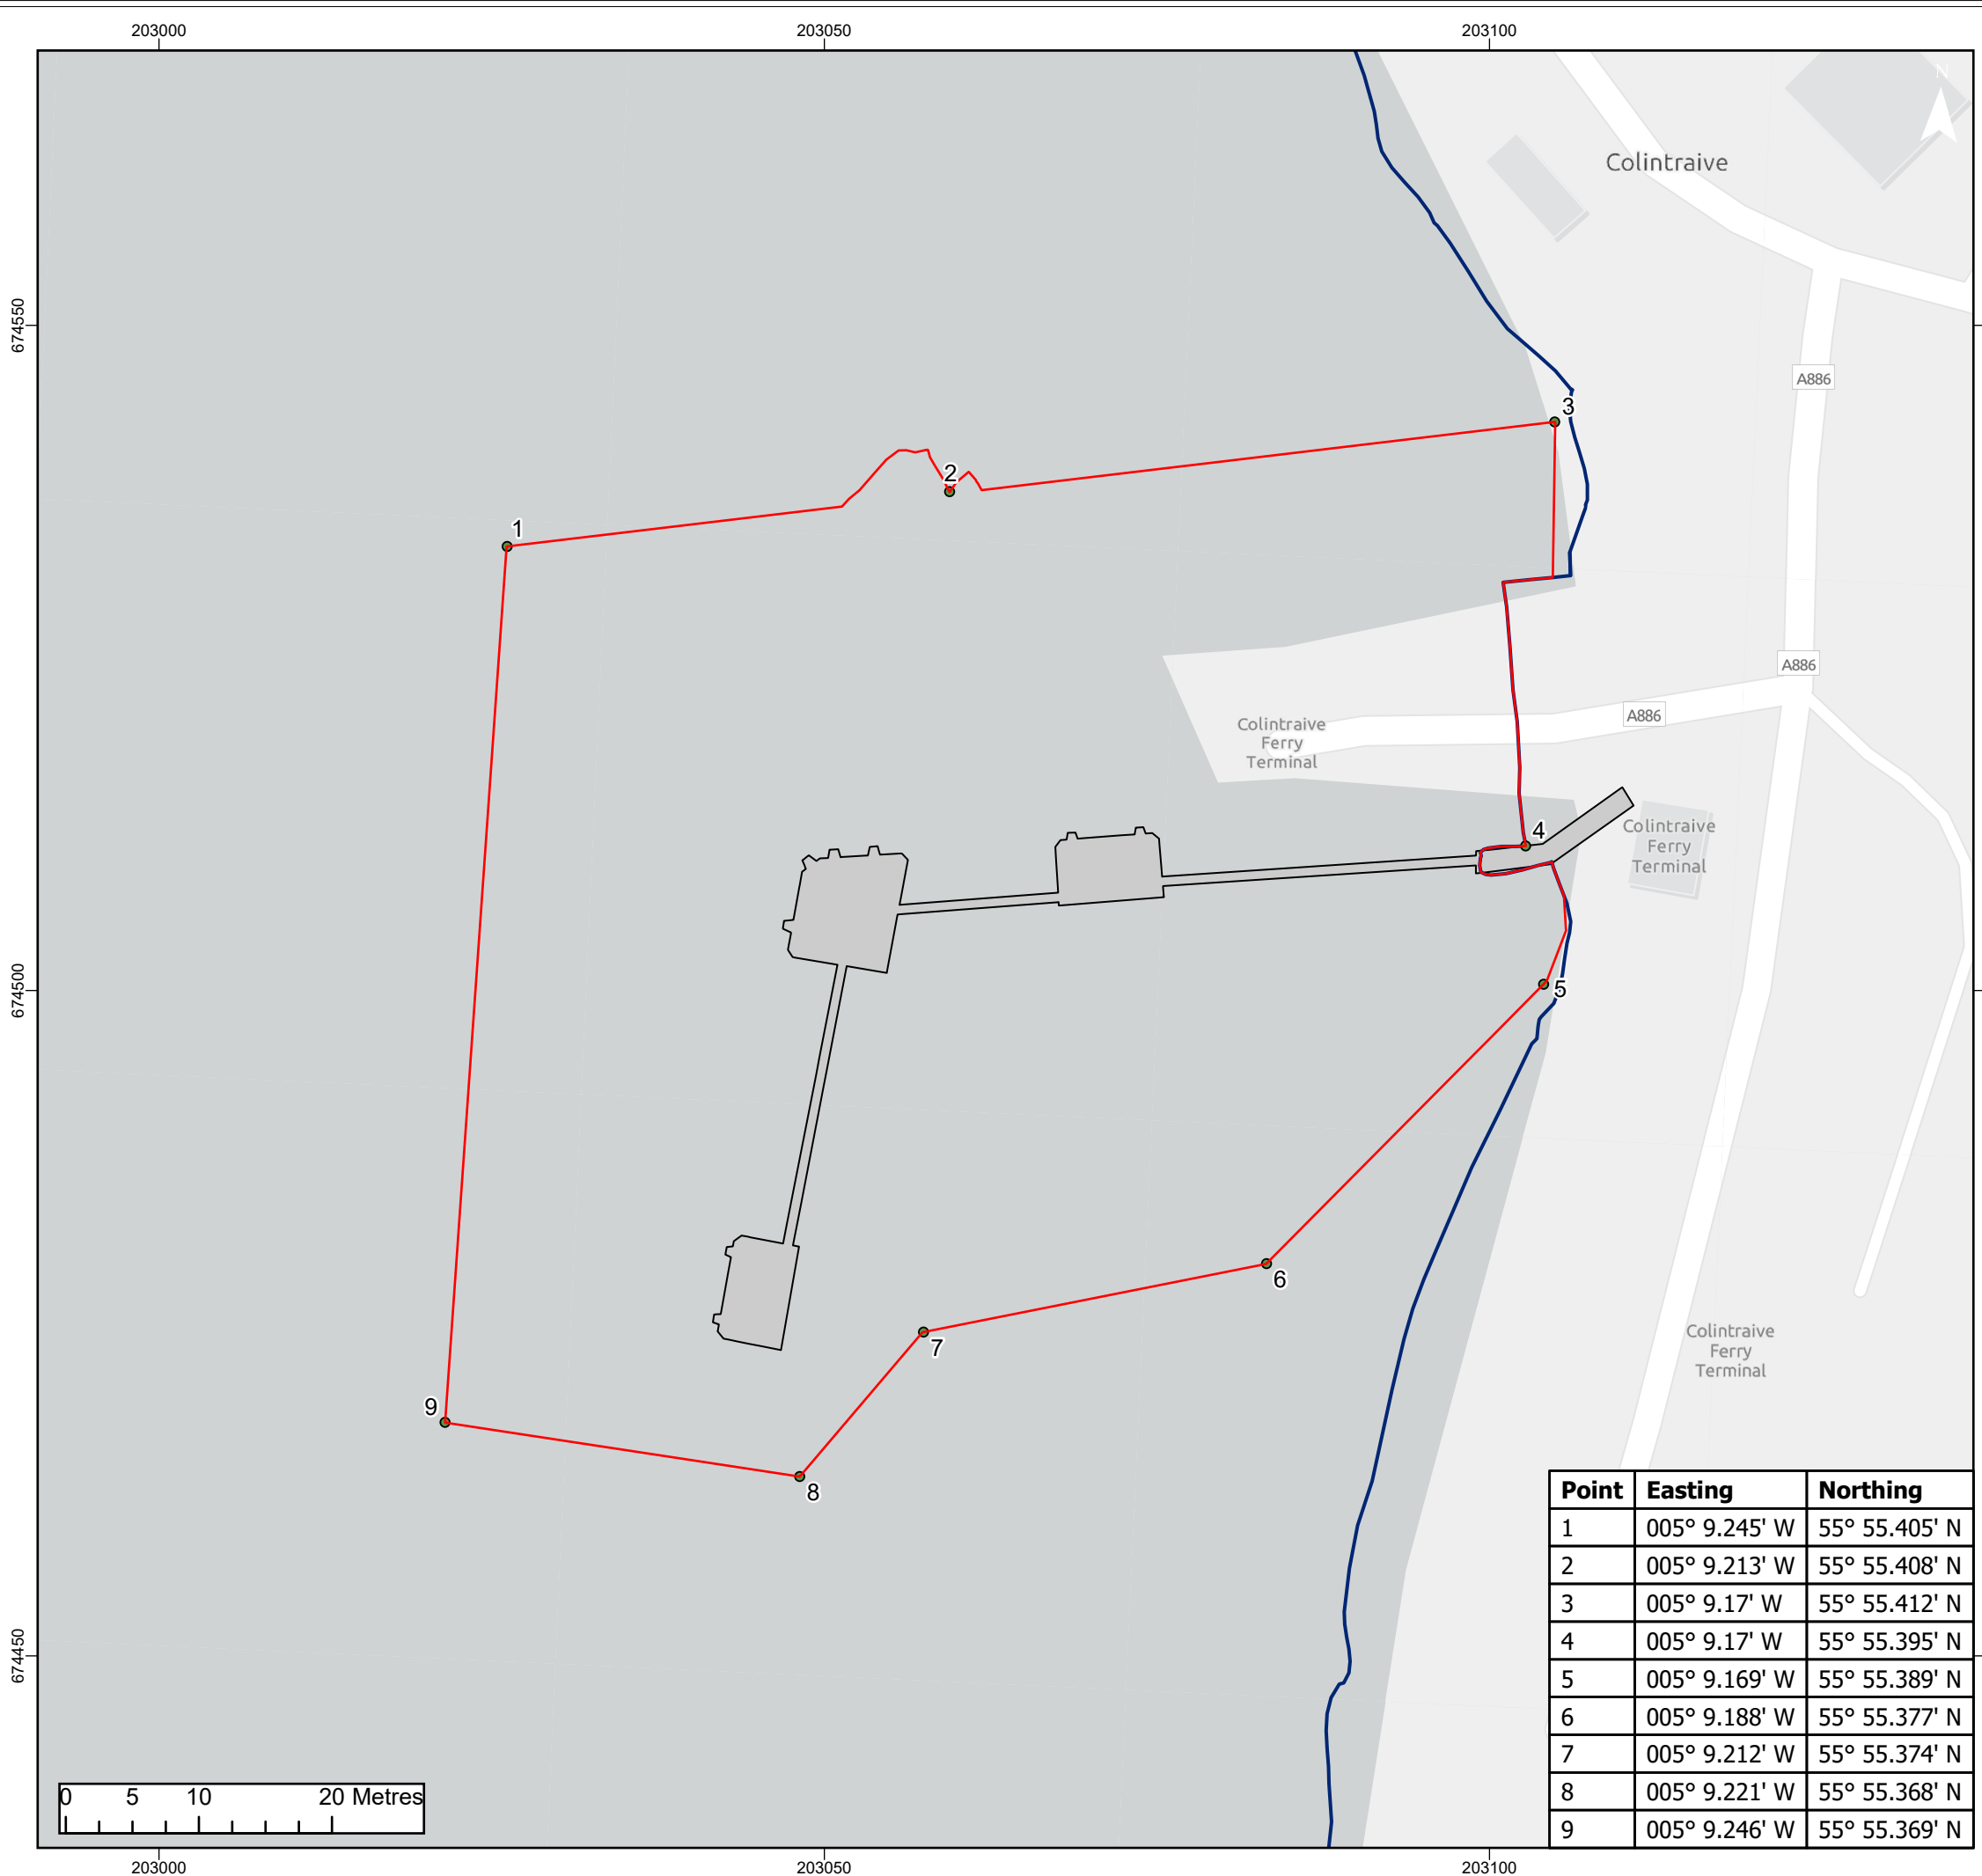 203000 203050 203100
N
Colintraive
674550
A886
3
2
1
A886
A886
Colintraive
Ferry
Terminal
4
Colintraive
Ferry
Terminal
674500
5
6
Colintraive
Ferry
Terminal
7
9
8
Point Easting Northing
1 005° 9.245' W 55° 55.405' N
2 005° 9.213' W 55° 55.408' N
3 005° 9.17' W 55° 55.412' N
4 005° 9.17' W 55° 55.395' N
5 005° 9.169' W 55° 55.389' N
6 005° 9.188' W 55° 55.377' N
7 005° 9.212' W 55° 55.374' N
8 005° 9.221' W 55° 55.368' N
9 005° 9.246' W 55° 55.369' N
674450
0 5 10 20 Metres
203000 203050 203100